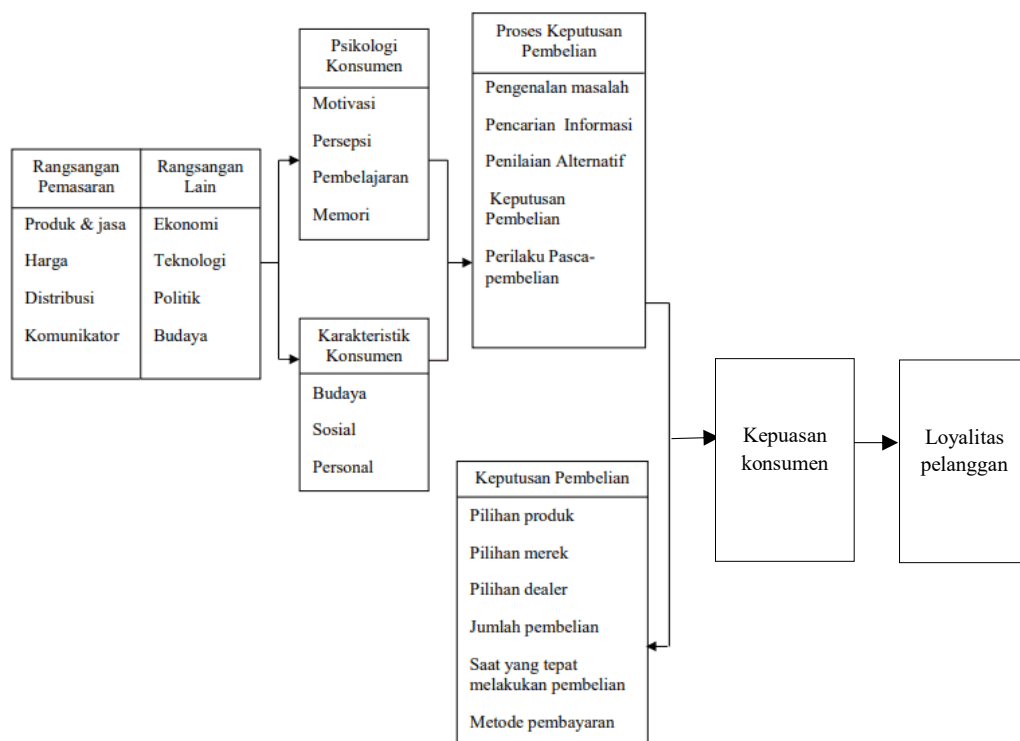 Rangsangan
Pemasaran
Produk & jasa
Harga
Distribusi
Komunikator
Rangsangan
Lain
Ekonomi
Teknologi
Politik
Budaya
Psikologi
Konsumen
Motivasi
Persepsi
Pembelajaran
Memori
Karakteristik
Konsumen
Budaya
Sosial
Personal
Proses Keputusan
Pembelian
Pengenalan masalah
Pencarian Informasi
Penilaian Alternatif
Keputusan
Pembelian
Perilaku Pasca-
pembelian
Keputusan Pembelian
Pilihan produk
Pilihan merek
Pilihan dealer
Jumlah pembelian
Saat yang tepat
melakukan pembelian
Metode pembayaran
Kepuasan
konsumen
Loyalitas
pelanggan